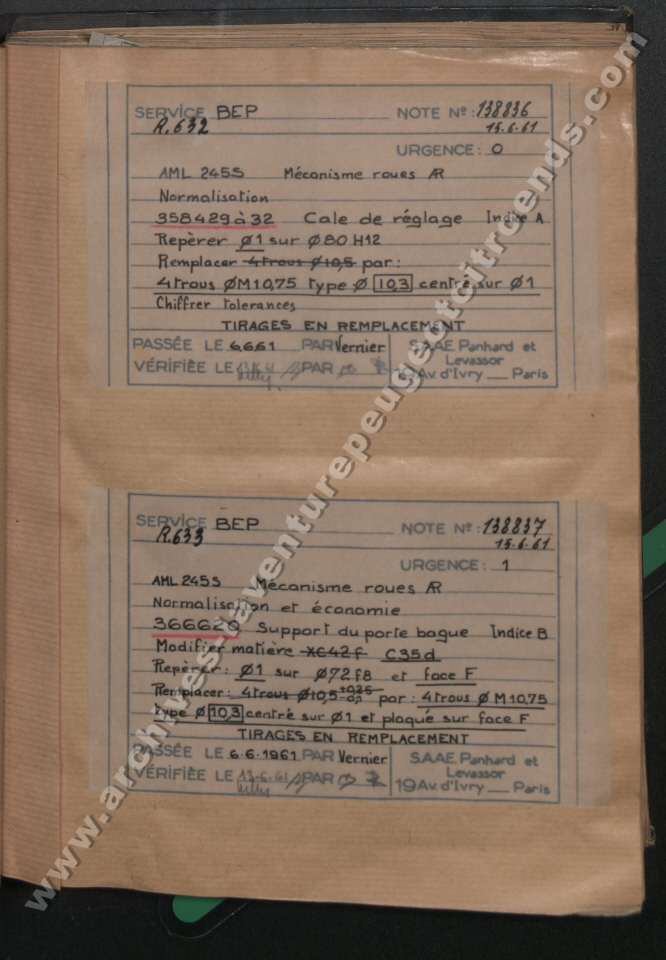 SERVICE BEP NOTE Nº: 138836
R.632 15.6.61
URGENCE: 0
AML 245S Mécanisme roues AR
Normalisation
358429 à 32 Cale de réglage Indice A
Repèrer Ø1 sur Ø80 H12
Remplacer 4 trous Ø10,5 par:
4 trous ØM10,75 type Ø 10,3 centré sur Ø1
Chiffrer tolerances
TIRAGES EN REMPLACEMENT
PASSÉE LE 6.6.61 PAR Vernier S.A.A.E. Panhard et
Levassor
VÉRIFIÉE LE PAR 19 Av. d'Ivry __ Paris
SERVICE BEP NOTE Nº: 138837
R.633 15.6.61
URGENCE: 1
AML 245S Mécanisme roues AR
Normalisation et économie
366620 Support du porte bague Indice B
Modifier matière XC42f C35d
Repèrer: Ø1 sur Ø72f8 et face F
Remplacer: 4 trous Ø10,5 par: 4 trous Ø M10,75
type Ø 10,3 centré sur Ø1 et plaqué sur face F
TIRAGES EN REMPLACEMENT
PASSÉE LE 6.6.1961 PAR Vernier S.A.A.E. Panhard et
Levassor
VÉRIFIÉE LE 13-6-61 PAR 19 Av. d'Ivry __ Paris
www.archives-laventurepeugeotcitroends.com